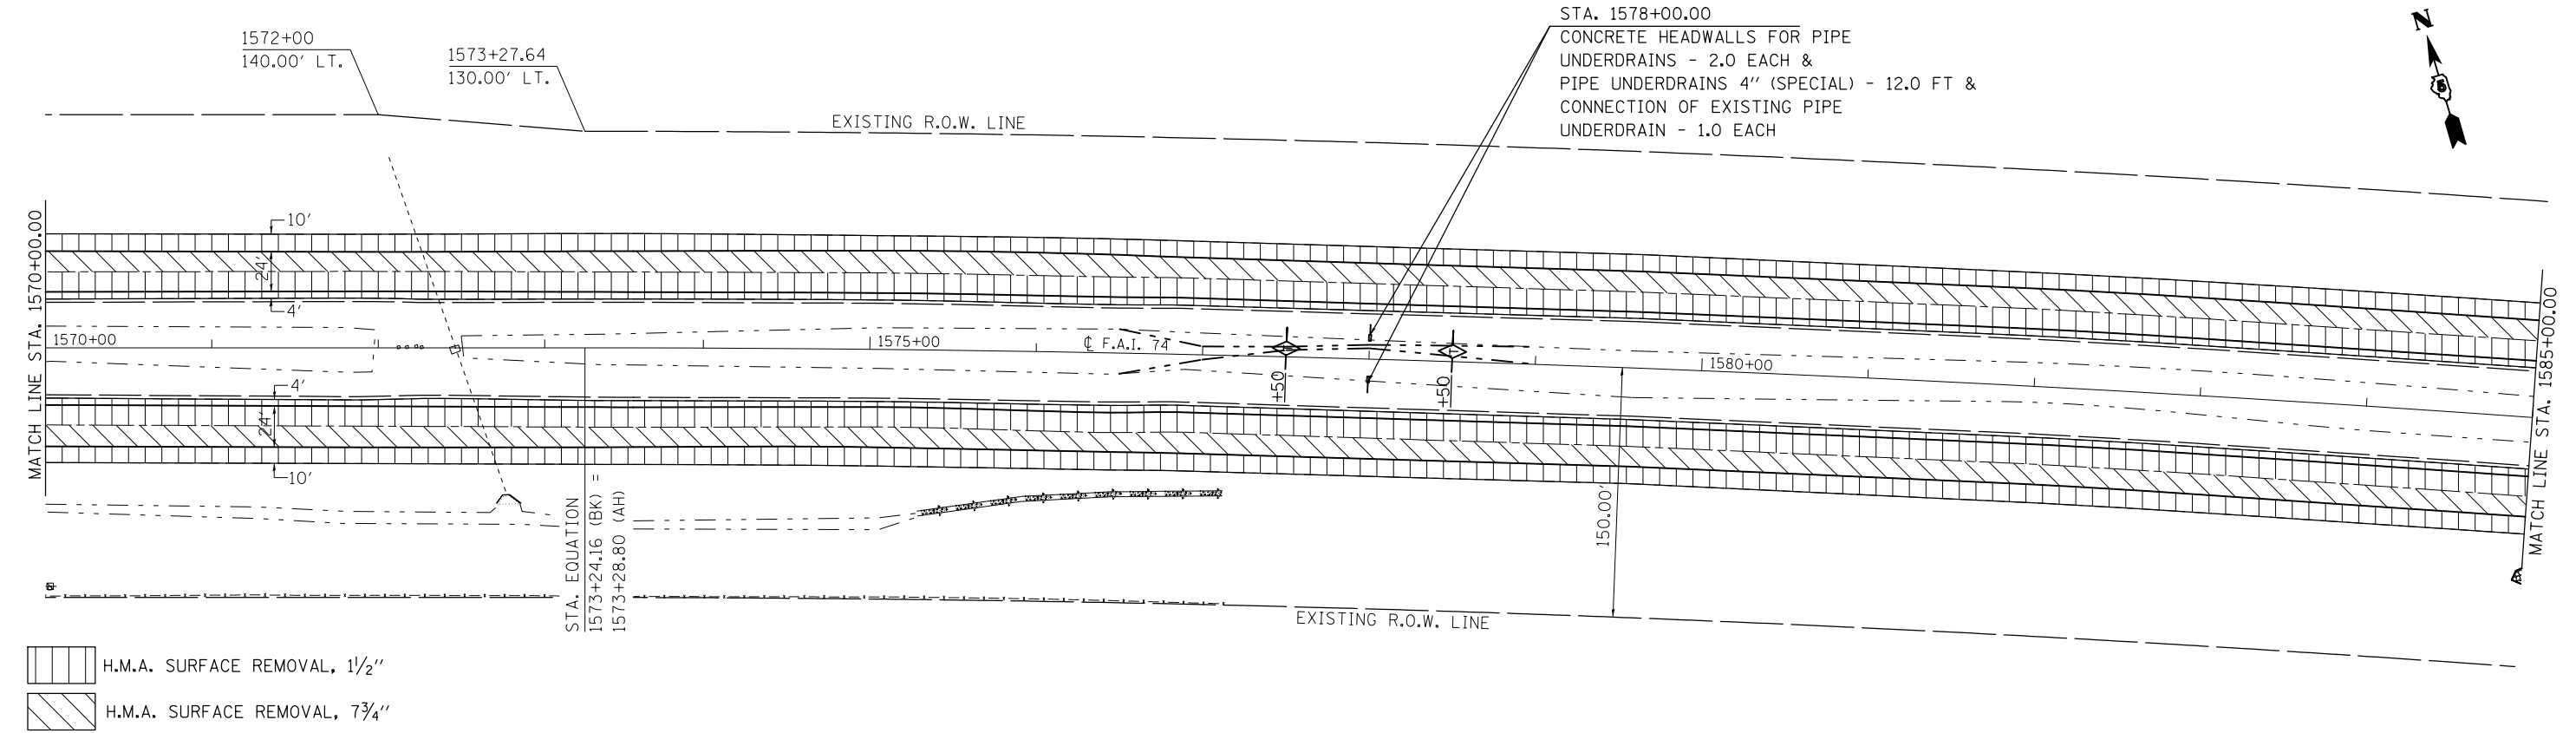 1572+00
140.00' LT.
1573+27.64
130.00' LT.
EXISTING R.O.W. LINE
STA. 1578+00.00
CONCRETE HEADWALLS FOR PIPE
UNDERDRAINS - 2.0 EACH &
PIPE UNDERDRAINS 4" (SPECIAL) - 12.0 FT &
CONNECTION OF EXISTING PIPE
UNDERDRAIN - 1.0 EACH
N
5
MATCH LINE STA. 1570+00.00
10'
24'
4'
1570+00
1575+00
℄ F.A.I. 74
1580+00
+50
+50
4'
24'
10'
STA. EQUATION
1573+24.16 (BK) =
1573+28.80 (AH)
150.00'
MATCH LINE STA. 1585+00.00
EXISTING R.O.W. LINE
H.M.A. SURFACE REMOVAL, 1½"
H.M.A. SURFACE REMOVAL, 7¾"